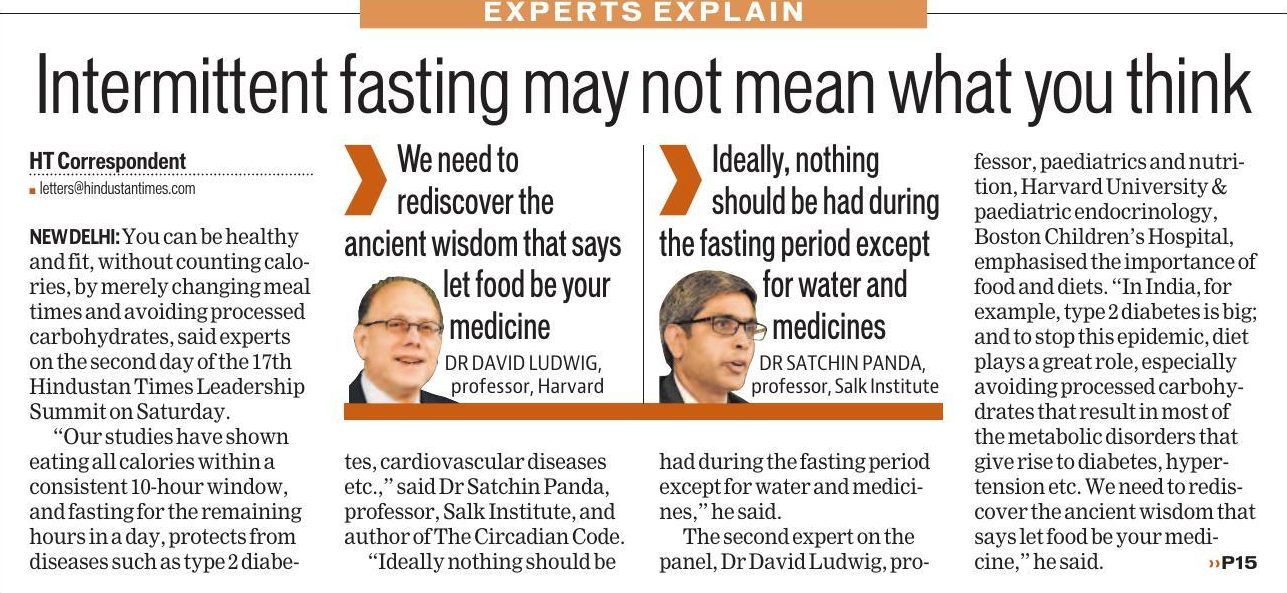 EXPERTS EXPLAIN
Intermittent fasting may not mean what you think
HT Correspondent
letters@hindustantimes.com
NEW DELHI: You can be healthy
and fit, without counting calo-
ries, by merely changing meal
times and avoiding processed
carbohydrates, said experts
on the second day of the 17th
Hindustan Times Leadership
Summit on Saturday.
“Our studies have shown
eating all calories within a
consistent 10-hour window,
and fasting for the remaining
hours in a day, protects from
diseases such as type 2 diabe-
We need to
rediscover the
ancient wisdom that says
let food be your
medicine
DR DAVID LUDWIG,
professor, Harvard
Ideally, nothing
should be had during
the fasting period except
for water and
medicines
DR SATCHIN PANDA,
professor, Salk Institute
tes, cardiovascular diseases
etc.,” said Dr Satchin Panda,
professor, Salk Institute, and
author of The Circadian Code.
“Ideally nothing should be
had during the fasting period
except for water and medici-
nes,” he said.
The second expert on the
panel, Dr David Ludwig, pro-
fessor, paediatrics and nutri-
tion, Harvard University &
paediatric endocrinology,
Boston Children’s Hospital,
emphasised the importance of
food and diets. “In India, for
example, type 2 diabetes is big;
and to stop this epidemic, diet
plays a great role, especially
avoiding processed carbohy-
drates that result in most of
the metabolic disorders that
give rise to diabetes, hyper-
tension etc. We need to redis-
cover the ancient wisdom that
says let food be your medi-
cine,” he said.
››P15